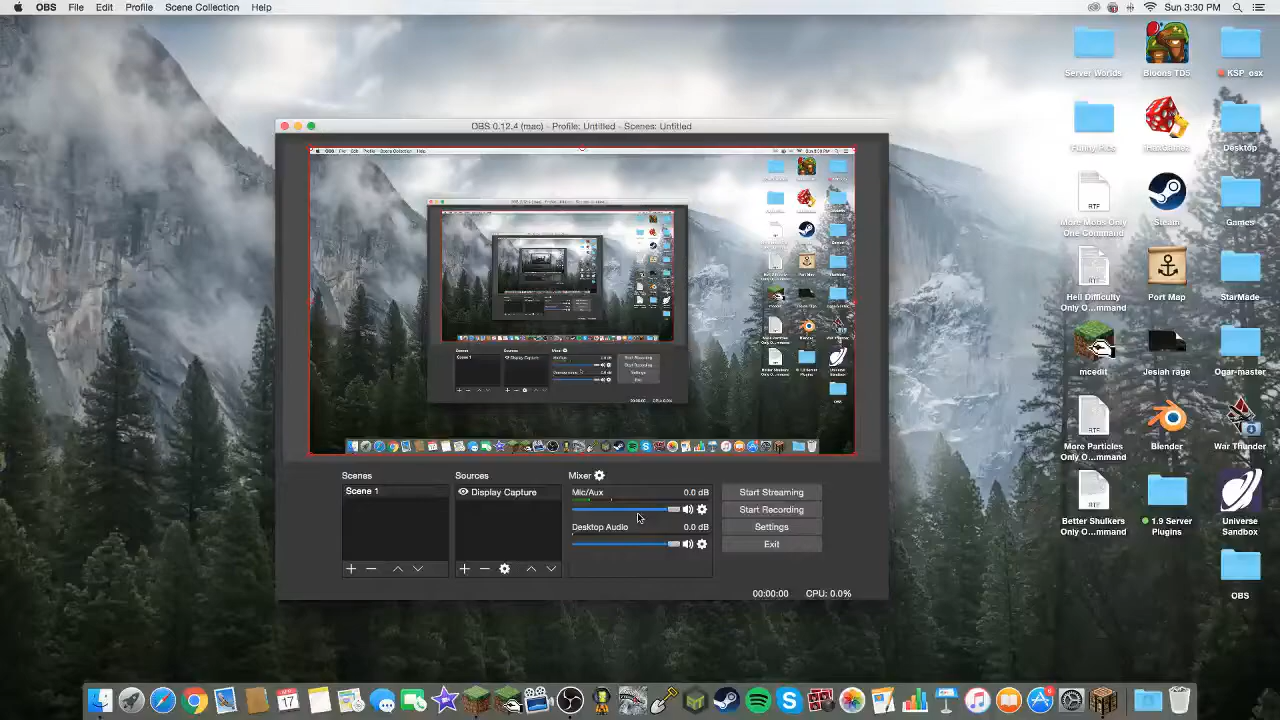 OBS File Edit Profile Scene Collection Help
Sun 3:30 PM
Server Worlds
Bloons TD5
KSP_osx
Funny Pics
Desktop
More Mobs Only
One Command
Steam
Games
Hell Difficulty
Only O...mmand
Port Map
StarMade
mcedit
Jesiah rage
Ogar-master
More Particles
Only O...mmand
Blender
War Thunder
Better Shulkers
Only O...mmand
1.9 Server
Plugins
Universe
Sandbox
OBS
OBS 0.12.4 (mac) - Profile: Untitled - Scenes: Untitled
Scenes
Scene 1
Sources
Display Capture
Mixer
Mic/Aux 0.0 dB
Desktop Audio 0.0 dB
Start Streaming
Start Recording
Settings
Exit
00:00:00 CPU: 0.0%
17